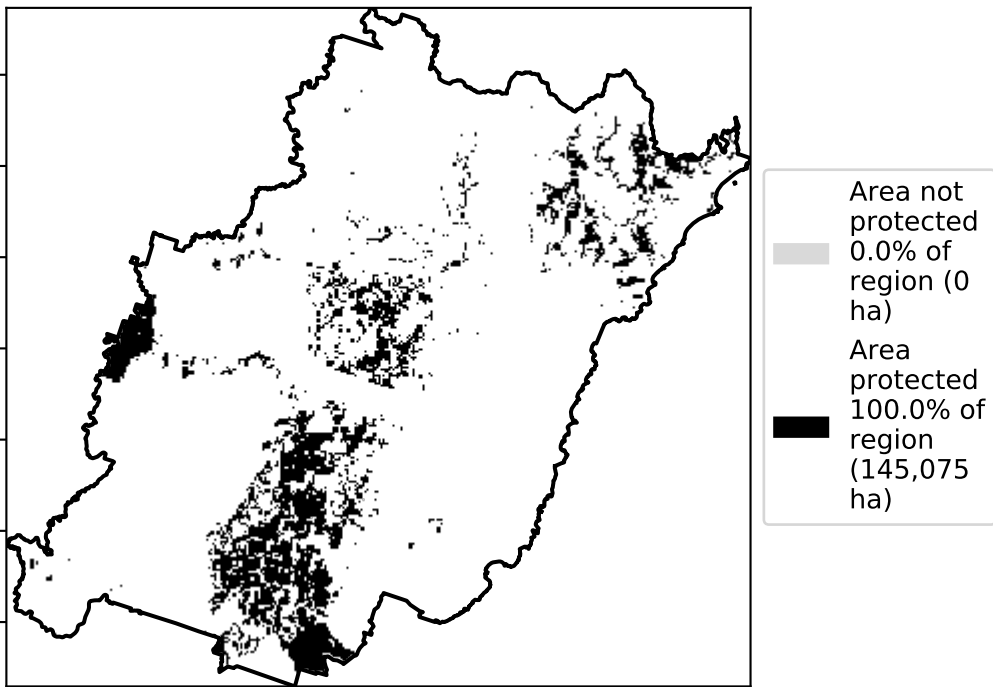 Area not
protected
0.0% of
region (0
ha)
Area
protected
100.0% of
region
(145,075
ha)